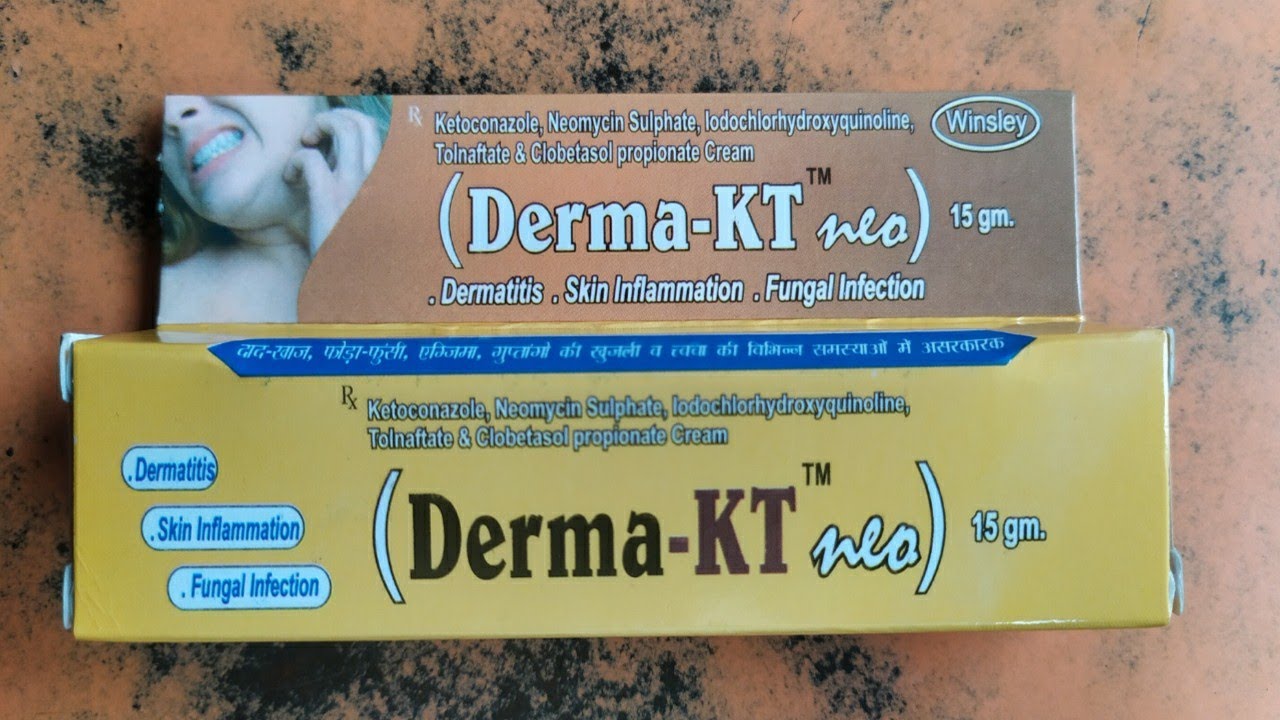 Rx Ketoconazole, Neomycin Sulphate, Iodochlorhydroxyquinoline,
Tolnaftate & Clobetasol propionate Cream
Winsley
(Derma-KT™ neo) 15 gm.
. Dermatitis . Skin Inflammation . Fungal Infection
दाद-खाज, फोड़ा-फुंसी, एग्जिमा, गुप्तांगो की खुजली व त्वचा की विभिन्न समस्याओं में असरकारक
Rx Ketoconazole, Neomycin Sulphate, Iodochlorhydroxyquinoline,
Tolnaftate & Clobetasol propionate Cream
. Dermatitis
. Skin Inflammation
. Fungal Infection
(Derma-KT™ neo) 15 gm.